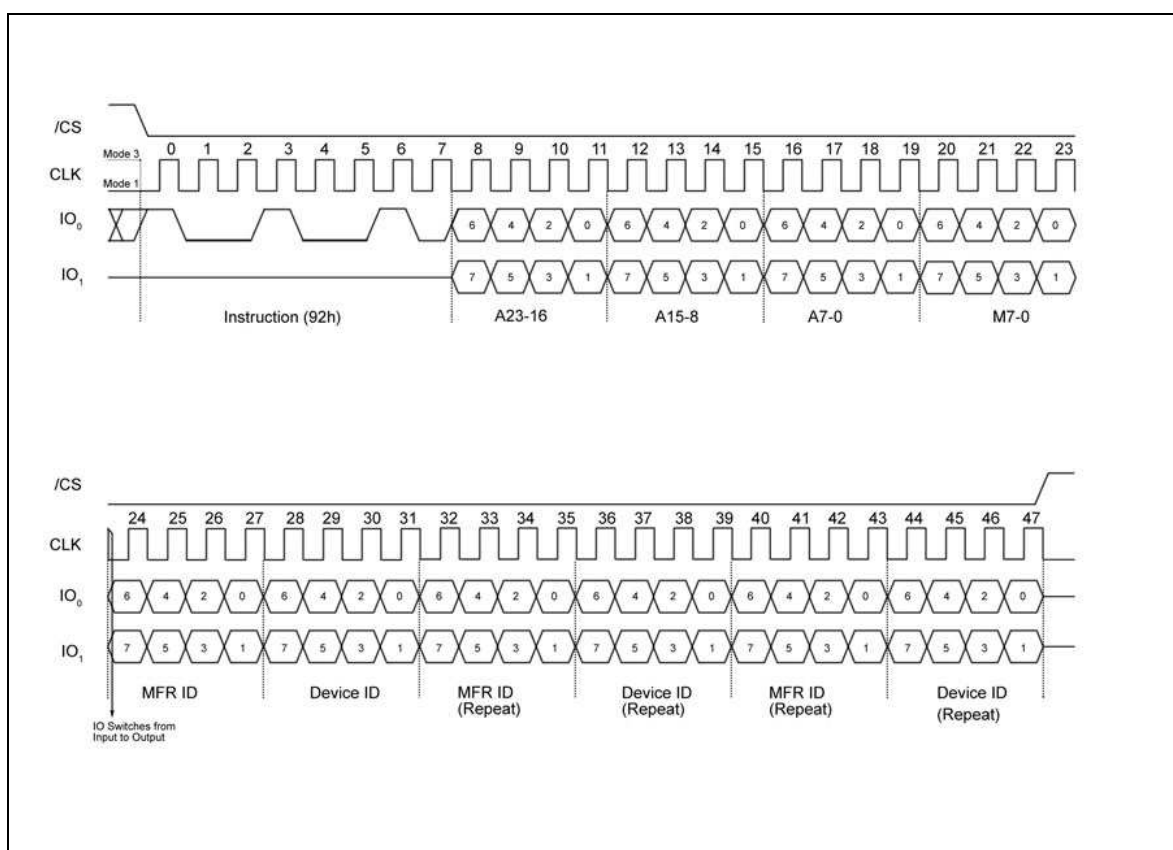 /CS
0 1 2 3 4 5 6 7 8 9 10 11 12 13 14 15 16 17 18 19 20 21 22 23
Mode 3
CLK
Mode 1
IO0 6 4 2 0 6 4 2 0 6 4 2 0 6 4 2 0
IO1 7 5 3 1 7 5 3 1 7 5 3 1 7 5 3 1
Instruction (92h) A23-16 A15-8 A7-0 M7-0
/CS
24 25 26 27 28 29 30 31 32 33 34 35 36 37 38 39 40 41 42 43 44 45 46 47
CLK
IO0 6 4 2 0 6 4 2 0 6 4 2 0 6 4 2 0 6 4 2 0 6 4 2 0
IO1 7 5 3 1 7 5 3 1 7 5 3 1 7 5 3 1 7 5 3 1 7 5 3 1
MFR ID Device ID MFR ID Device ID MFR ID Device ID
(Repeat) (Repeat) (Repeat) (Repeat)
IO Switches from
Input to Output